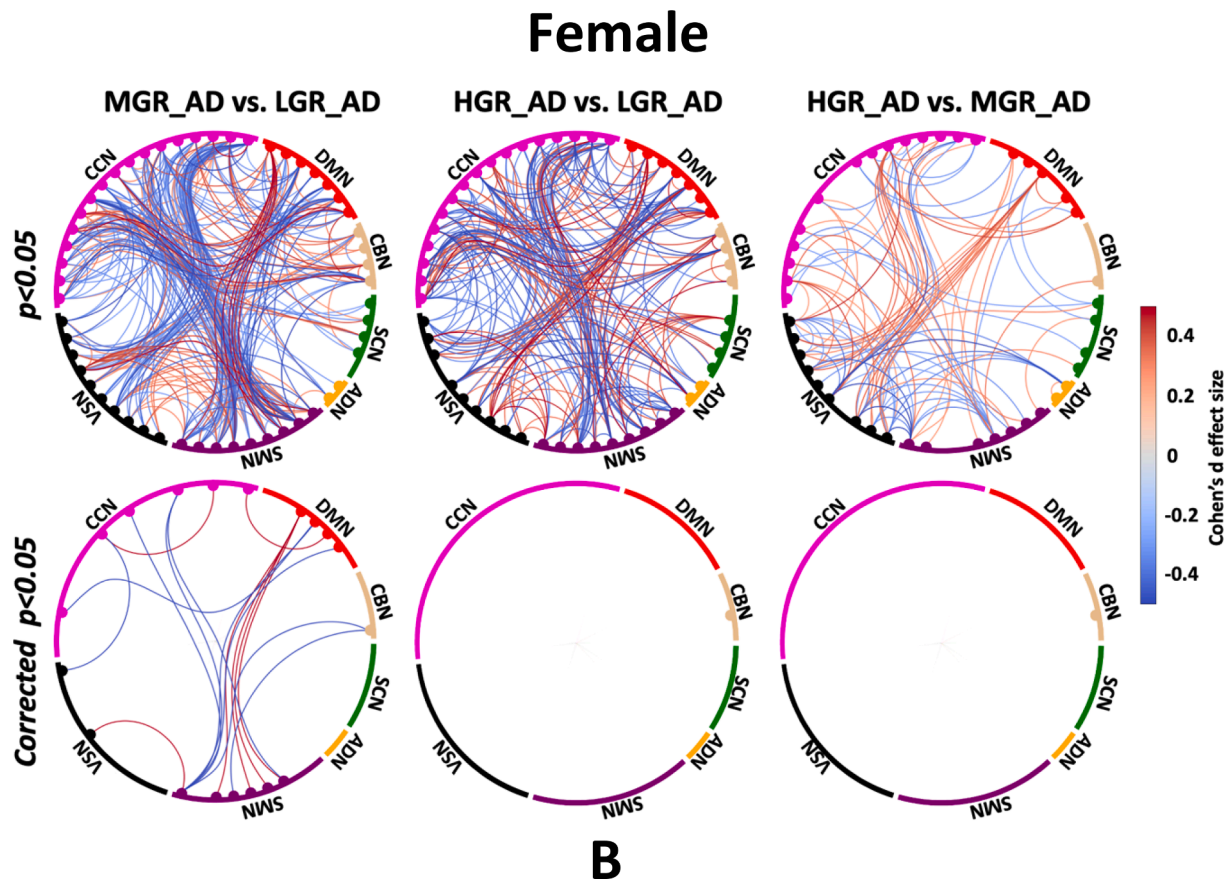 Female
MGR_AD vs. LGR_AD
HGR_AD vs. LGR_AD
HGR_AD vs. MGR_AD
p<0.05
CCN
DMN
CBN
SCN
ADN
SMN
VSN
CCN
DMN
CBN
SCN
ADN
SMN
VSN
CCN
DMN
CBN
SCN
ADN
SMN
VSN
0.4
0.2
0
-0.2
-0.4
Cohen's d effect size
Corrected p<0.05
CCN
DMN
CBN
SCN
ADN
SMN
VSN
CCN
DMN
CBN
SCN
ADN
SMN
VSN
CCN
DMN
CBN
SCN
ADN
SMN
VSN
B